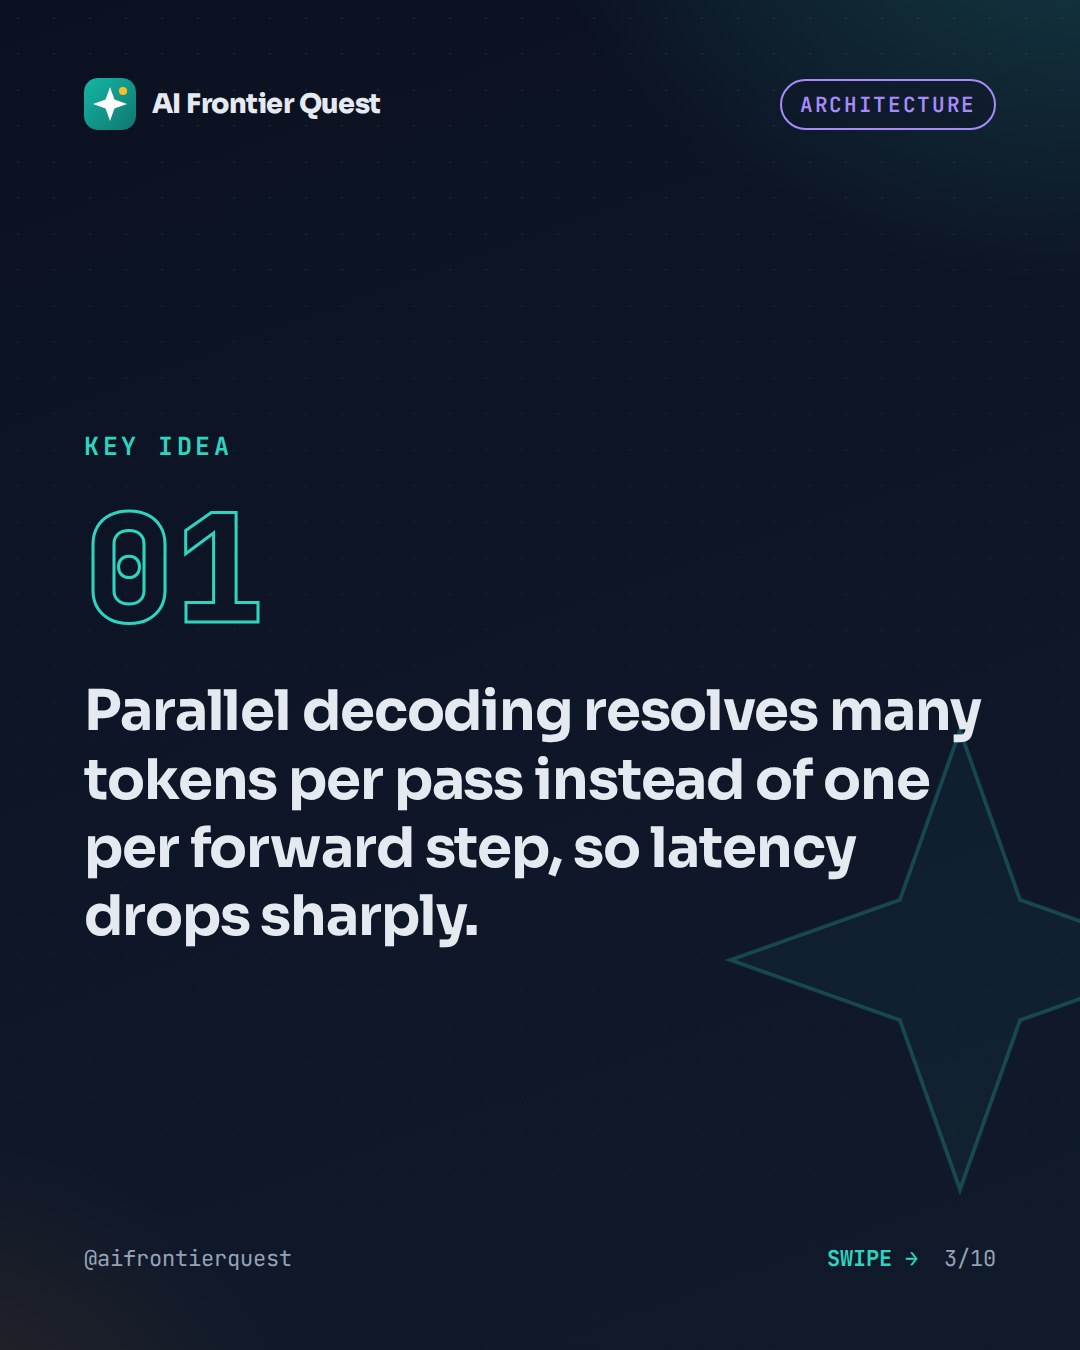 AI Frontier Quest
ARCHITECTURE
KEY IDEA
01
Parallel decoding resolves many
tokens per pass instead of one
per forward step, so latency
drops sharply.
@aifrontierquest
SWIPE → 3/10